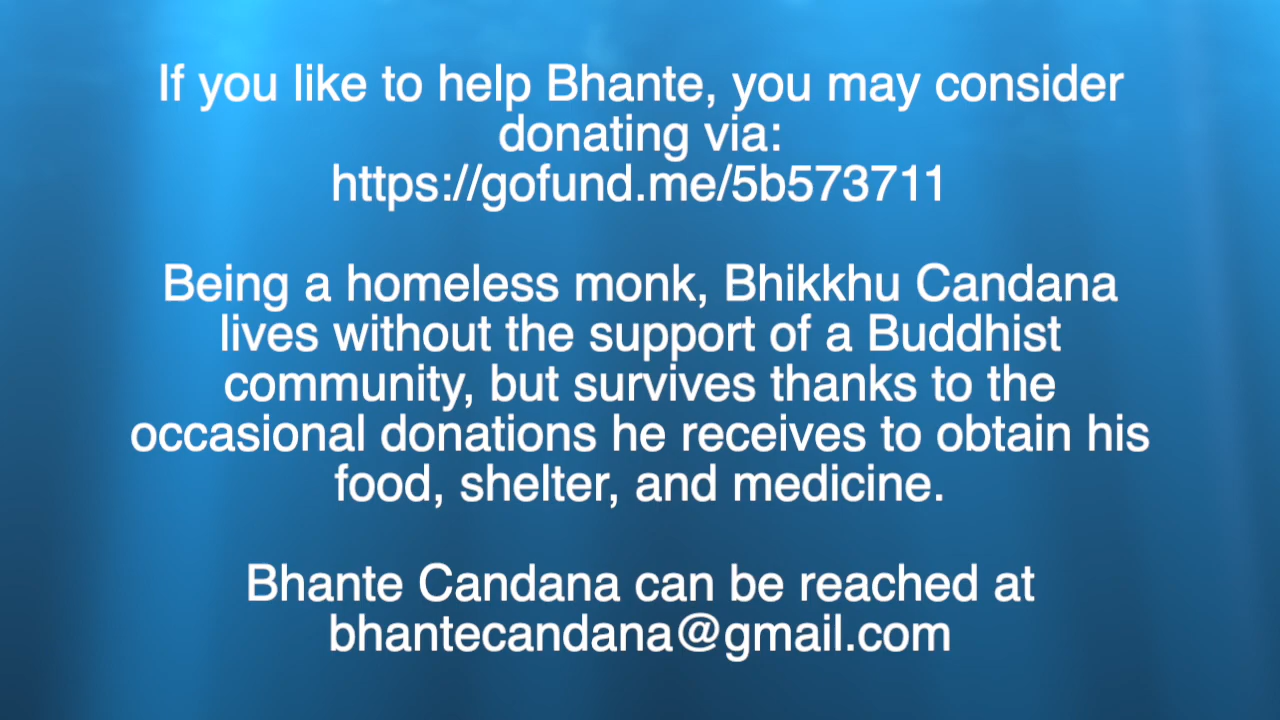 If you like to help Bhante, you may consider
donating via:
https://gofund.me/5b573711
Being a homeless monk, Bhikkhu Candana
lives without the support of a Buddhist
community, but survives thanks to the
occasional donations he receives to obtain his
food, shelter, and medicine.
Bhante Candana can be reached at
bhantecandana@gmail.com